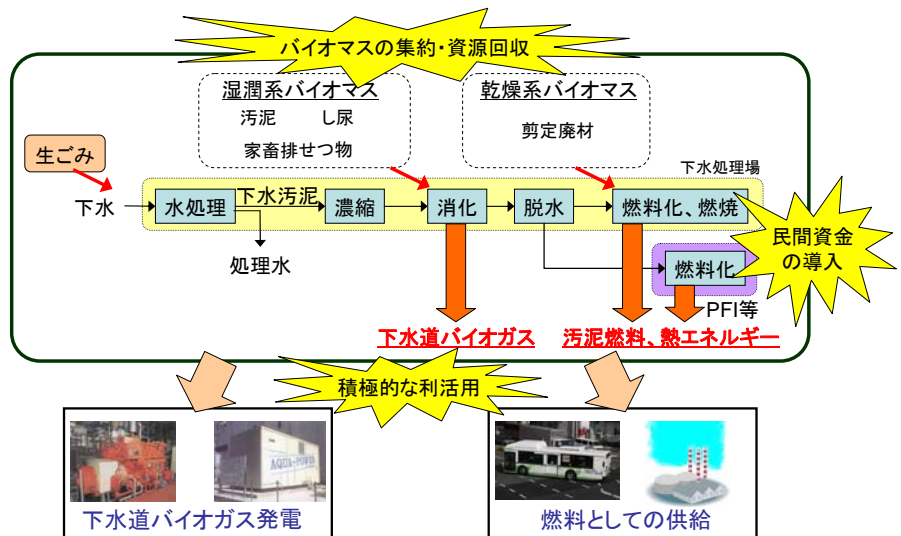 バイオマスの集約・資源回収
湿潤系バイオマス
汚泥 し尿
家畜排せつ物
乾燥系バイオマス
剪定廃材
生ごみ
下水処理場
下水
水処理
下水汚泥
濃縮
消化
脱水
燃料化、燃焼
処理水
民間資金
の導入
燃料化
PFI等
下水道バイオガス
汚泥燃料、熱エネルギー
積極的な利活用
AQUA-POWER
下水道バイオガス発電
燃料としての供給